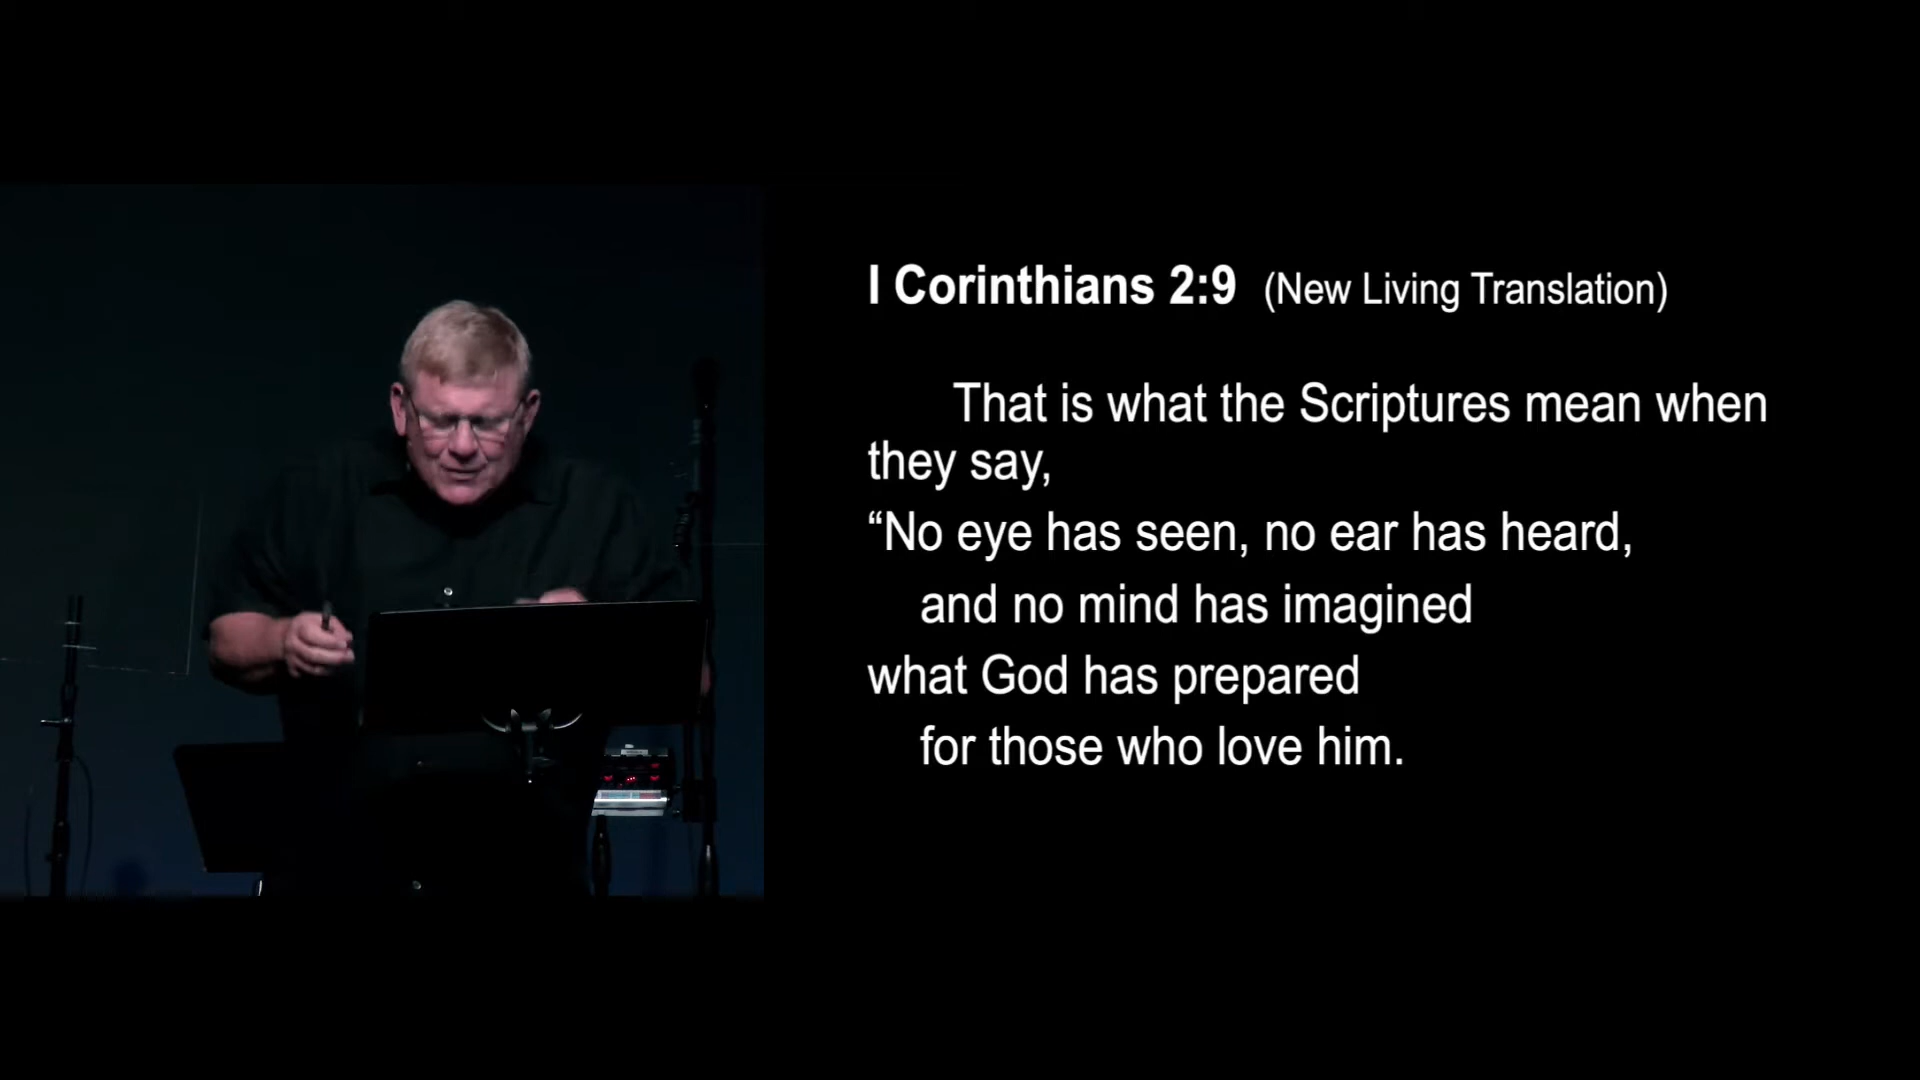 I Corinthians 2:9 (New Living Translation)
That is what the Scriptures mean when
they say,
“No eye has seen, no ear has heard,
and no mind has imagined
what God has prepared
for those who love him.